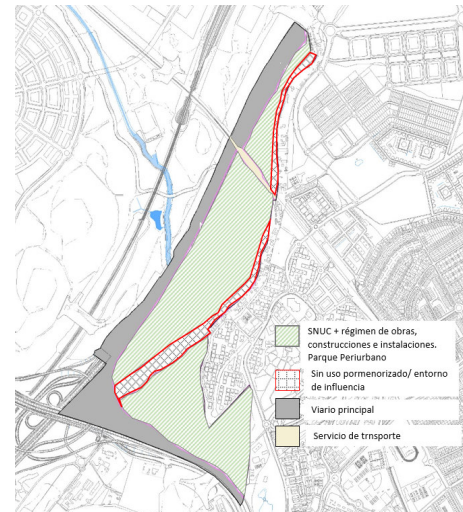 SNUC + régimen de obras,
construcciones e instalaciones.
Parque Periurbano
Sin uso pormenorizado/ entorno
de influencia
Viario principal
Servicio de trnsporte